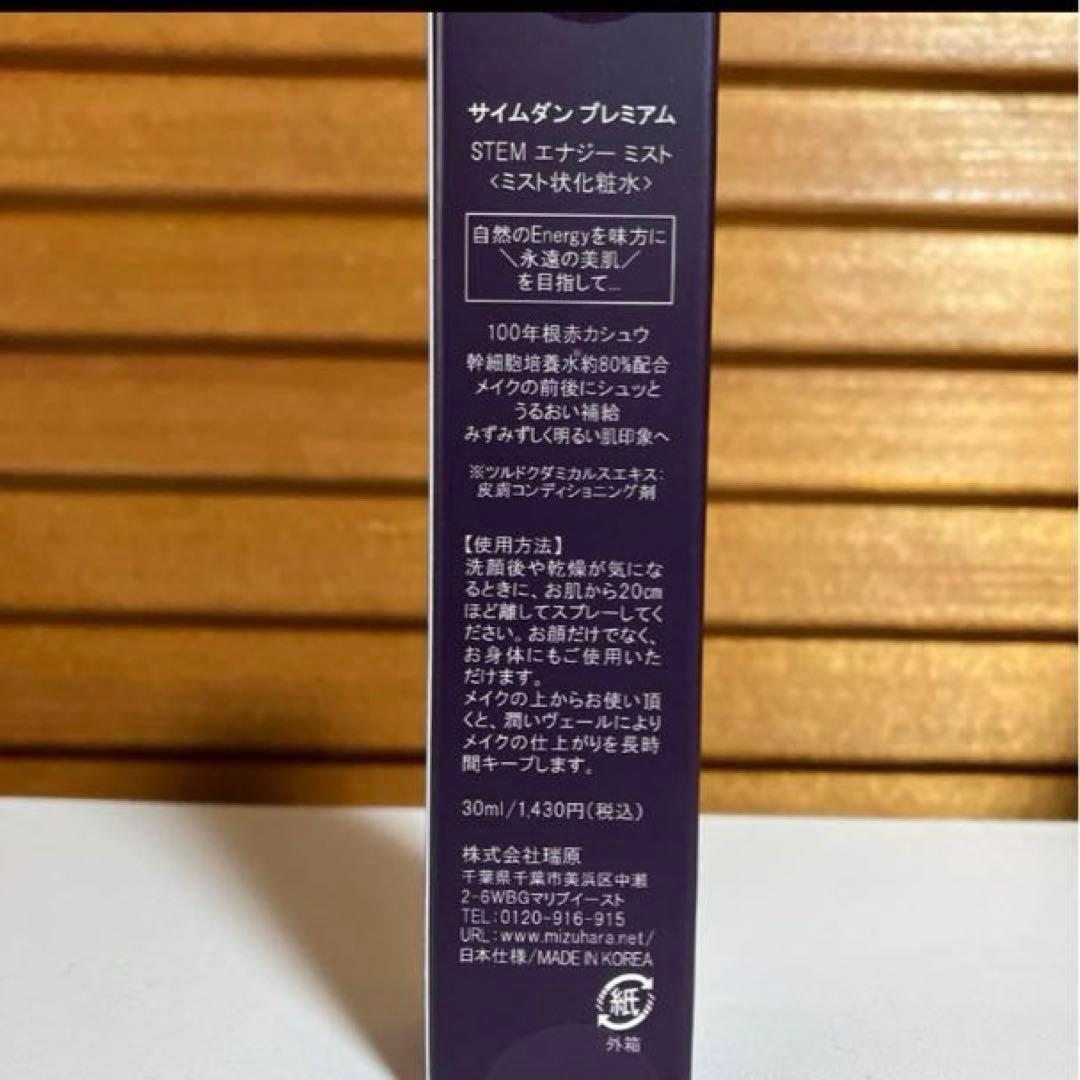 サイムダン プレミアム
STEM エナジー ミスト
<ミスト状化粧水>
自然のEnergyを味方に
＼永遠の美肌／
を目指して...
100年根赤カシュウ
幹細胞培養水約80%配合
メイクの前後にシュッと
うるおい補給
みずみずしく明るい肌印象へ
※ツルドクダミカルスエキス:
皮膚コンディショニング剤
【使用方法】
洗顔後や乾燥が気にな
るときに、お肌から20cm
ほど離してスプレーしてく
ださい。お顔だけでなく、
お身体にもご使用いた
だけます。
メイクの上からお使い頂
くと、潤いヴェールにより
メイクの仕上がりを長時
間キープします。
30ml/1,430円(税込)
株式会社瑞原
千葉県千葉市美浜区中瀬
2-6WBGマリブイースト
TEL:0120-916-915
URL:www.mizuhara.net/
日本仕様/MADE IN KOREA
紙
外箱